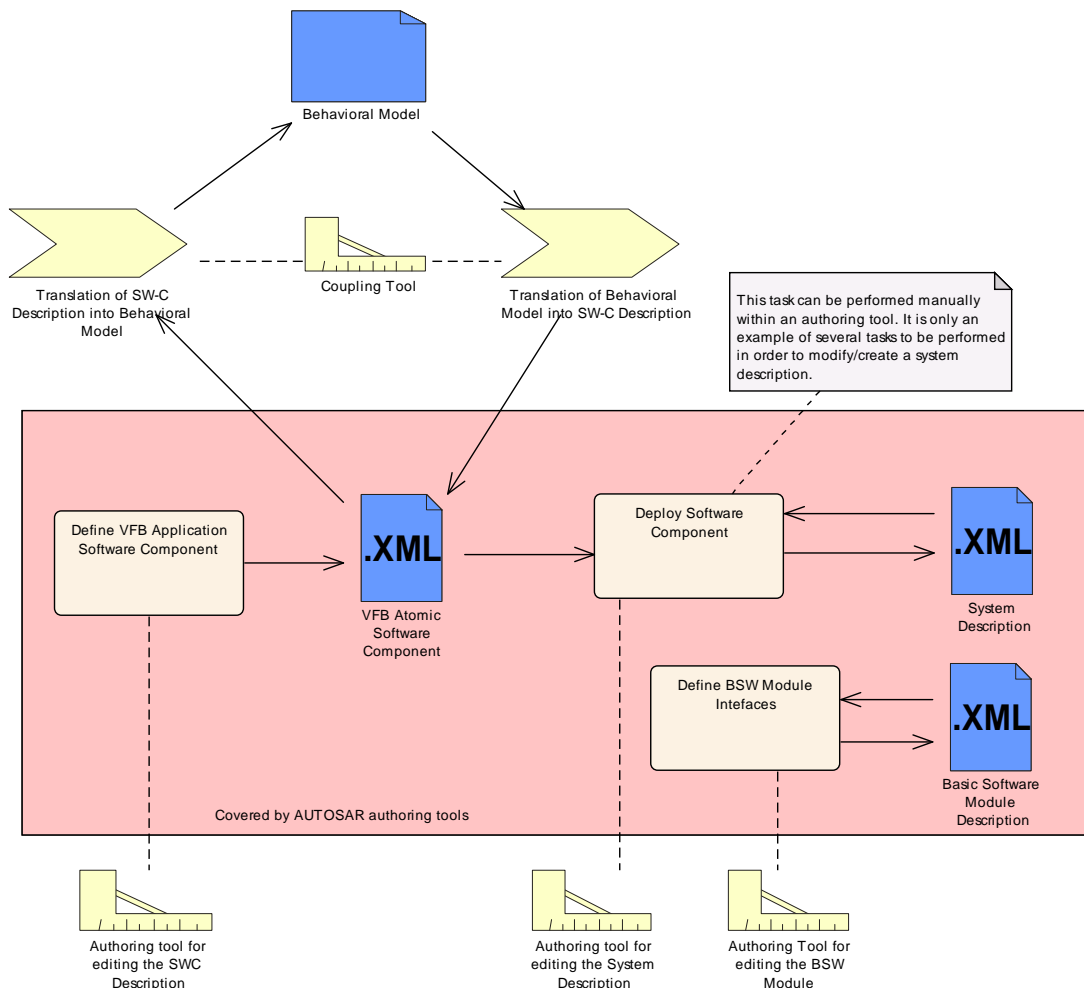 Behavioral Model
Translation of SW-C
Description into Behavioral
Model
Coupling Tool
Translation of Behavioral
Model into SW-C Description
This task can be performed manually
within an authoring tool. It is only an
example of several tasks to be performed
in order to modify/create a system
description.
Define VFB Application
Software Component
.XML
VFB Atomic
Software
Component
Deploy Software
Component
.XML
System
Description
Define BSW Module
Intefaces
.XML
Basic Software
Module
Description
Covered by AUTOSAR authoring tools
Authoring tool for
editing the SWC
Description
Authoring tool for
editing the System
Description
Authoring Tool for
editing the BSW
Module